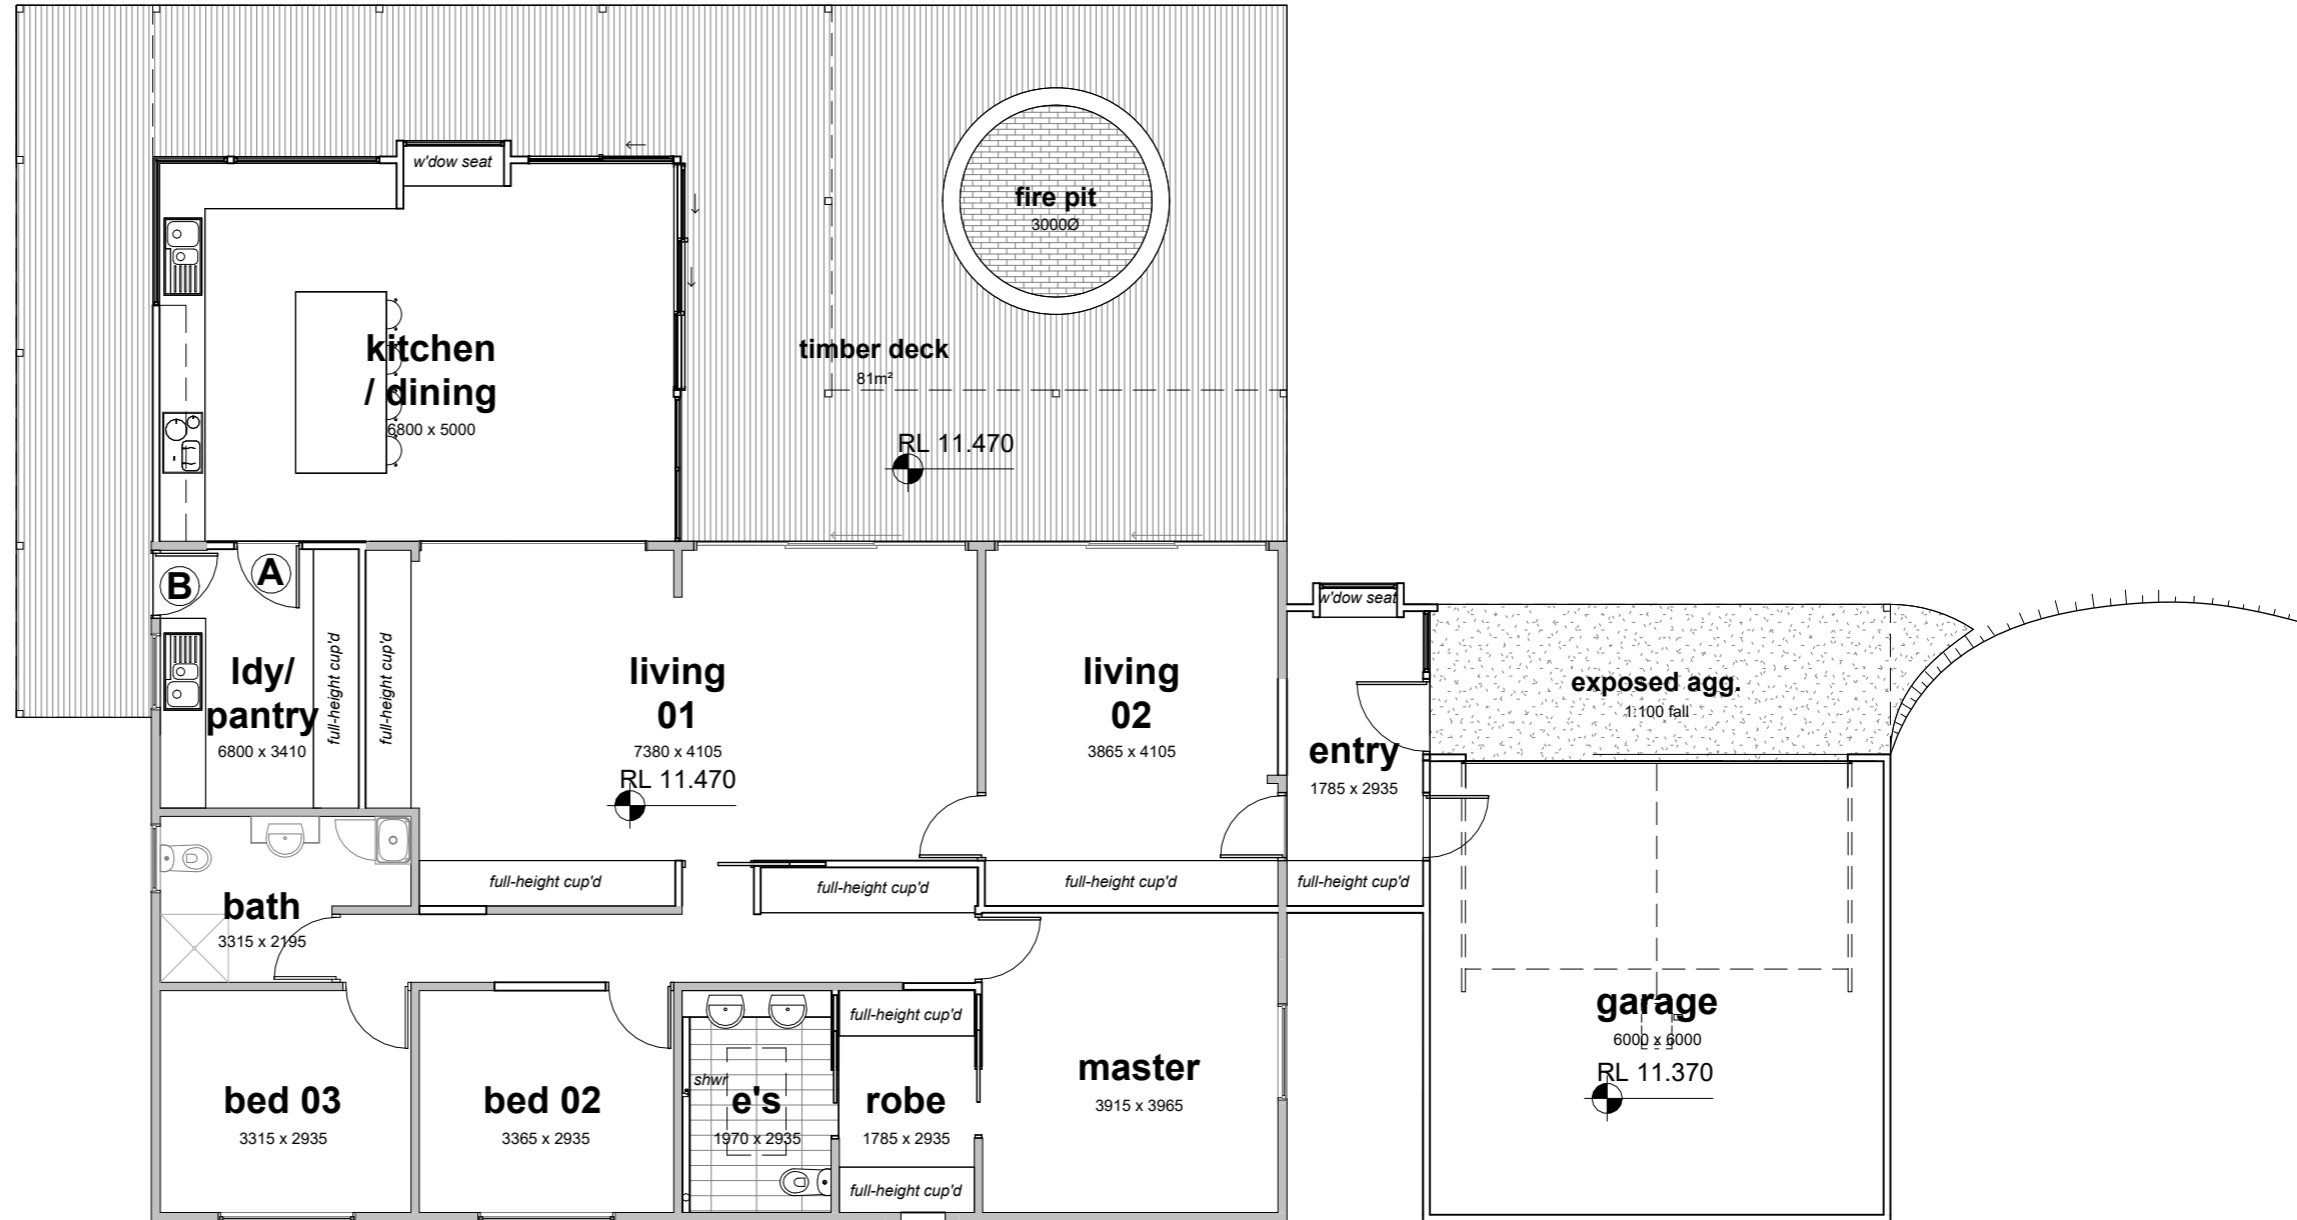 w'dow seat
fire pit
3000Ø
kitchen
/ dining
6800 x 5000
timber deck
81m²
RL 11.470
B
A
w'dow seat
ldy/
pantry
6800 x 3410
full-height cup'd
full-height cup'd
living
01
7380 x 4105
RL 11.470
living
02
3865 x 4105
entry
1785 x 2935
exposed agg.
1:100 fall
full-height cup'd
full-height cup'd
full-height cup'd
full-height cup'd
bath
3315 x 2195
garage
6000 x 6000
RL 11.370
full-height cup'd
bed 03
3315 x 2935
bed 02
3365 x 2935
shwr
e's
1970 x 2935
robe
1785 x 2935
master
3915 x 3965
full-height cup'd